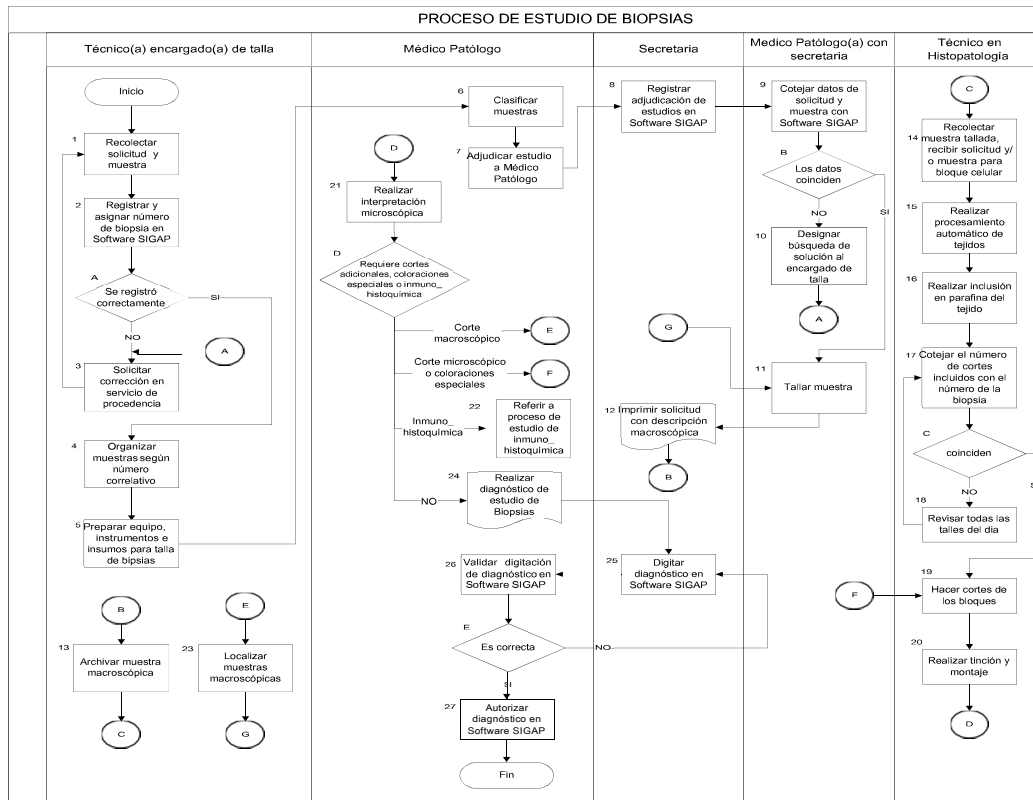 PROCESO DE ESTUDIO DE BIOPSIAS
Técnico(a) encargado(a) de talla
Médico Patólogo
Secretaria
Medico Patólogo(a) con
secretaria
Técnico en
Histopatología
Inicio
1
Recolectar
solicitud y
muestra
2
Registrar y
asignar número
de biopsia en
Software SIGAP
A
Se registró
correctamente
SI
NO
A
3
Solicitar
corrección en
servicio de
procedencia
4
Organizar
muestras según
número
correlativo
5
Preparar equipo,
instrumentos e
insumos para talla
de bipsias
B
13
Archivar muestra
macroscópica
C
E
23
Localizar
muestras
macroscópicas
G
6
Clasificar
muestras
7
Adjudicar estudio
a Médico
Patólogo
D
21
Realizar
interpretación
microscópica
D
Requiere cortes
adicionales, coloraciones
especiales o inmuno_
histoquímica
Corte
macroscópico
E
Corte microscópico
o coloraciones
especiales
F
Inmuno_
histoquímica
22
Referir a
proceso de
estudio de
inmuno_
histoquímica
NO
24
Realizar
diagnóstico de
estudio de
Biopsias
26
Validar digitación
de diagnóstico en
Software SIGAP
E
Es correcta
NO
SI
27
Autorizar
diagnóstico en
Software SIGAP
Fin
8
Registrar
adjudicación de
estudios en
Software SIGAP
G
12
Imprimir solicitud
con descripción
macroscópica
B
25
Digitar
diagnóstico en
Software SIGAP
9
Cotejar datos de
solicitud y
muestra con
Software SIGAP
B
Los datos
coinciden
SI
NO
10
Designar
búsqueda de
solución al
encargado de
talla
A
11
Tallar muestra
F
C
14
Recolectar
muestra tallada,
recibir solicitud y/
o muestra para
bloque celular
15
Realizar
procesamiento
automático de
tejidos
16
Realizar inclusión
en parafina del
tejido
17
Cotejar el número
de cortes
incluidos con el
número de la
biopsia
C
coinciden
NO
18
Revisar todas las
talles del dia
19
Hacer cortes de
los bloques
20
Realizar tinción y
montaje
D